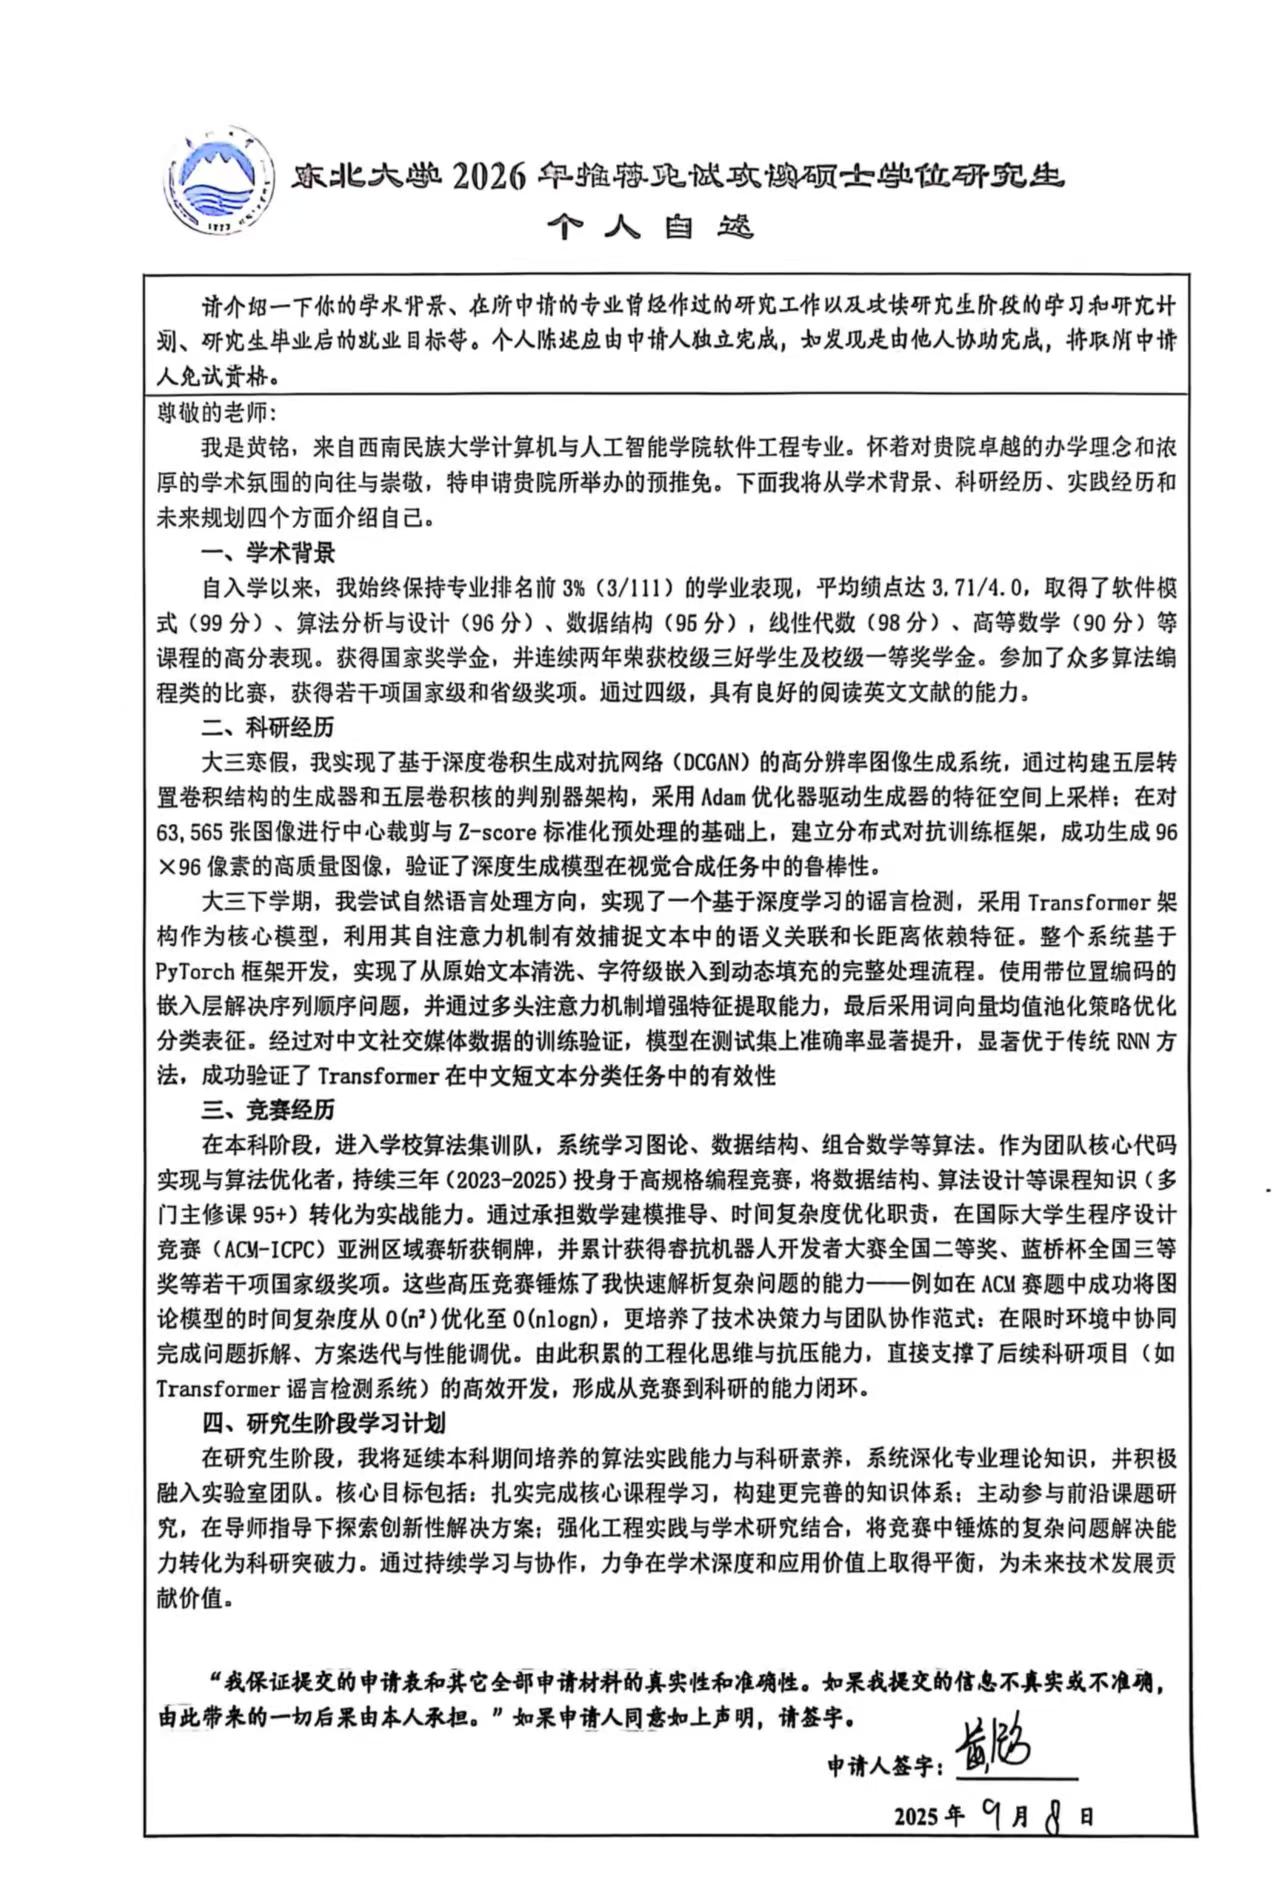 东北大学 2026 年推荐免试攻读硕士学位研究生
个人自述
请介绍一下你的学术背景、在所申请的专业曾经作过的研究工作以及攻读研究生阶段的学习和研究计
划、研究生毕业后的就业目标等。个人陈述应由申请人独立完成，如发现是由他人协助完成，将取消申请
人免试资格。
尊敬的老师：
我是黄铭，来自西南民族大学计算机与人工智能学院软件工程专业。怀着对贵院卓越的办学理念和浓
厚的学术氛围的向往与崇敬，特申请贵院所举办的预推免。下面我将从学术背景、科研经历、实践经历和
未来规划四个方面介绍自己。
一、学术背景
自入学以来，我始终保持专业排名前 3%（3/111）的学业表现，平均绩点达 3.71/4.0，取得了软件模
式（99 分）、算法分析与设计（96 分）、数据结构（95 分），线性代数（98 分）、高等数学（90 分）等
课程的高分表现。获得国家奖学金，并连续两年荣获校级三好学生及校级一等奖学金。参加了众多算法编
程类的比赛，获得若干项国家级和省级奖项。通过四级，具有良好的阅读英文文献的能力。
二、科研经历
大三寒假，我实现了基于深度卷积生成对抗网络（DCGAN）的高分辨率图像生成系统，通过构建五层转
置卷积结构的生成器和五层卷积核的判别器架构，采用 Adam 优化器驱动生成器的特征空间上采样；在对
63,565 张图像进行中心裁剪与 Z-score 标准化预处理的基础上，建立分布式对抗训练框架，成功生成 96
×96 像素的高质量图像，验证了深度生成模型在视觉合成任务中的鲁棒性。
大三下学期，我尝试自然语言处理方向，实现了一个基于深度学习的谣言检测，采用 Transformer 架
构作为核心模型，利用其自注意力机制有效捕捉文本中的语义关联和长距离依赖特征。整个系统基于
PyTorch 框架开发，实现了从原始文本清洗、字符级嵌入到动态填充的完整处理流程。使用带位置编码的
嵌入层解决序列顺序问题，并通过多头注意力机制增强特征提取能力，最后采用词向量均值池化策略优化
分类表征。经过对中文社交媒体数据的训练验证，模型在测试集上准确率显著提升，显著优于传统 RNN 方
法，成功验证了 Transformer 在中文短文本分类任务中的有效性
三、竞赛经历
在本科阶段，进入学校算法集训队，系统学习图论、数据结构、组合数学等算法。作为团队核心代码
实现与算法优化者，持续三年（2023-2025）投身于高规格编程竞赛，将数据结构、算法设计等课程知识（多
门主修课 95+）转化为实战能力。通过承担数学建模推导、时间复杂度优化职责，在国际大学生程序设计
竞赛（ACM-ICPC）亚洲区域赛斩获铜牌，并累计获得睿抗机器人开发者大赛全国二等奖、蓝桥杯全国三等
奖等若干项国家级奖项。这些高压竞赛锤炼了我快速解析复杂问题的能力——例如在 ACM 赛题中成功将图
论模型的时间复杂度从 O(n²)优化至 O(nlogn)，更培养了技术决策力与团队协作范式：在限时环境中协同
完成问题拆解、方案迭代与性能调优。由此积累的工程化思维与抗压能力，直接支撑了后续科研项目（如
Transformer 谣言检测系统）的高效开发，形成从竞赛到科研的能力闭环。
四、研究生阶段学习计划
在研究生阶段，我将延续本科期间培养的算法实践能力与科研素养，系统深化专业理论知识，并积极
融入实验室团队。核心目标包括：扎实完成核心课程学习，构建更完善的知识体系；主动参与前沿课题研
究，在导师指导下探索创新性解决方案；强化工程实践与学术研究结合，将竞赛中锤炼的复杂问题解决能
力转化为科研突破力。通过持续学习与协作，力争在学术深度和应用价值上取得平衡，为未来技术发展贡
献价值。
“我保证提交的申请表和其它全部申请材料的真实性和准确性。如果我提交的信息不真实或不准确，
由此带来的一切后果由本人承担。”如果申请人同意如上声明，请签字。
申请人签字：黄铭
2025 年 9 月 8 日